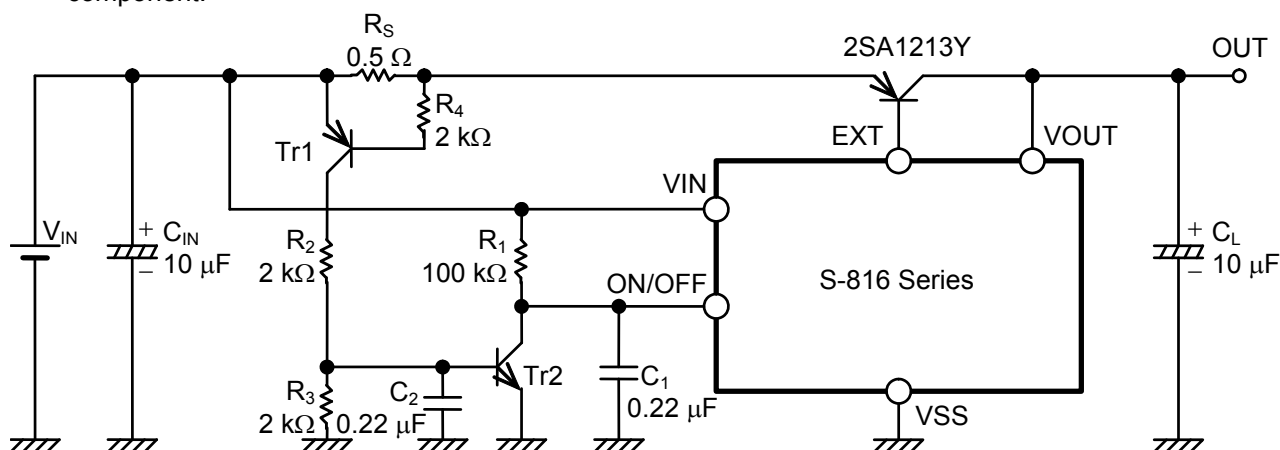 component.
RS
0.5 Ω
2SA1213Y
OUT
R4
2 kΩ
Tr1
EXT
VOUT
VIN
VIN
+ CIN
− 10 μF
R2
2 kΩ
R1
100 kΩ
ON/OFF
S-816 Series
+ CL
− 10 μF
R3
2 kΩ
C2
0.22 μF
Tr2
C1
0.22 μF
VSS